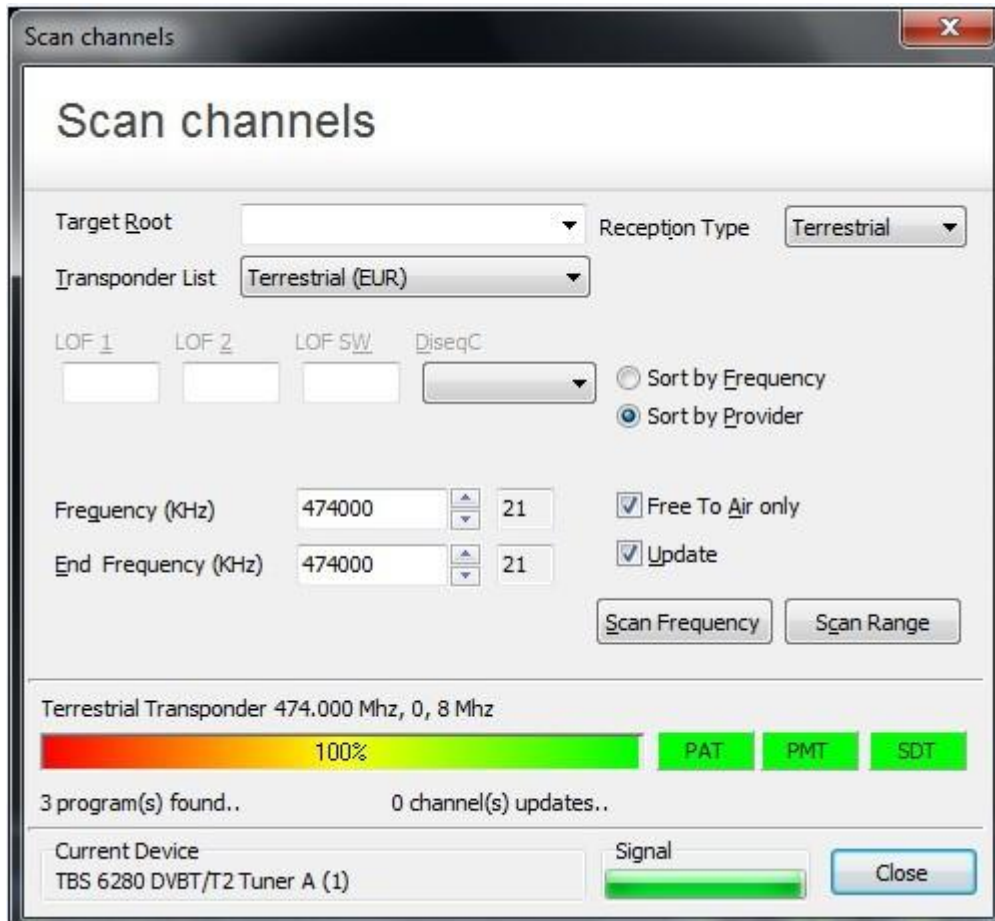 Scan channels
Scan channels
Target Root
Reception Type
Terrestrial
Transponder List
Terrestrial (EUR)
LOF 1
LOF 2
LOF SW
DiseqC
Sort by Frequency
Sort by Provider
Frequency (KHz)
474000
21
Free To Air only
End Frequency (KHz)
474000
21
Update
Scan Frequency
Scan Range
Terrestrial Transponder 474.000 Mhz, 0, 8 Mhz
100%
PAT
PMT
SDT
3 program(s) found..
0 channel(s) updates..
Current Device
TBS 6280 DVBT/T2 Tuner A (1)
Signal
Close